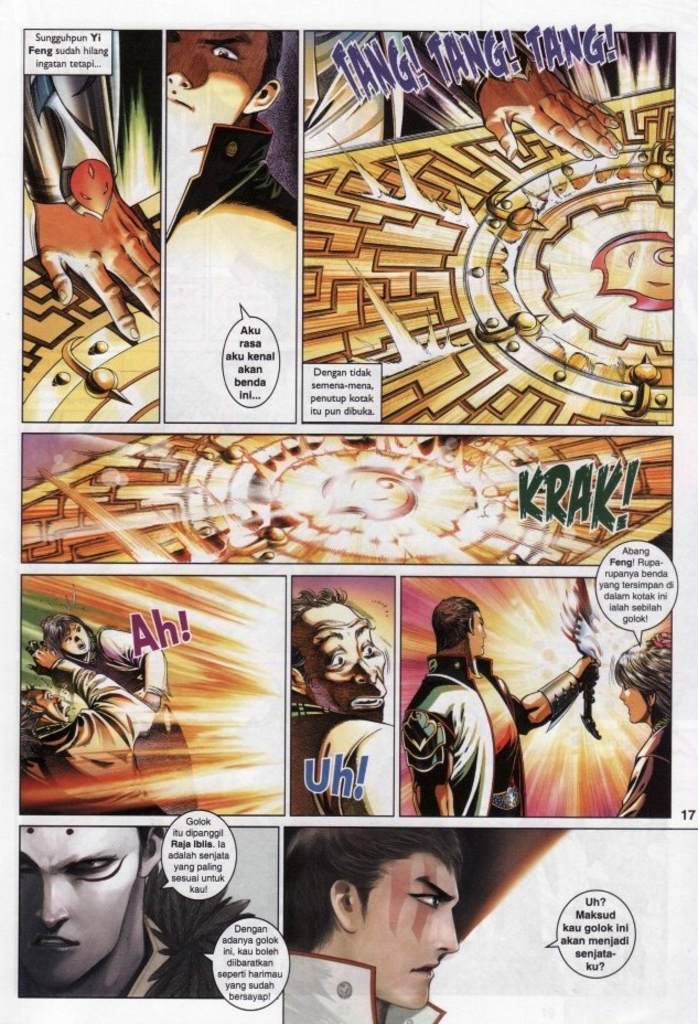 Sungguhpun Yi
Feng sudah hilang
ingatan tetapi...
Aku
rasa
aku kenal
akan
benda
ini...
TANG! TANG! TANG!
Dengan tidak
semena-mena,
penutup kotak
itu pun dibuka.
KRAK!
Ah!
Uh!
Abang
Feng! Rupa-
rupanya benda
yang tersimpan di
dalam kotak ini
ialah sebilah
golok!
17
Golok
itu dipanggil
Raja Iblis. Ia
adalah senjata
yang paling
sesuai untuk
kau!
Dengan
adanya golok
ini, kau boleh
diibaratkan
seperti harimau
yang sudah
bersayap!
Uh?
Maksud
kau golok ini
akan menjadi
senjata-
ku?